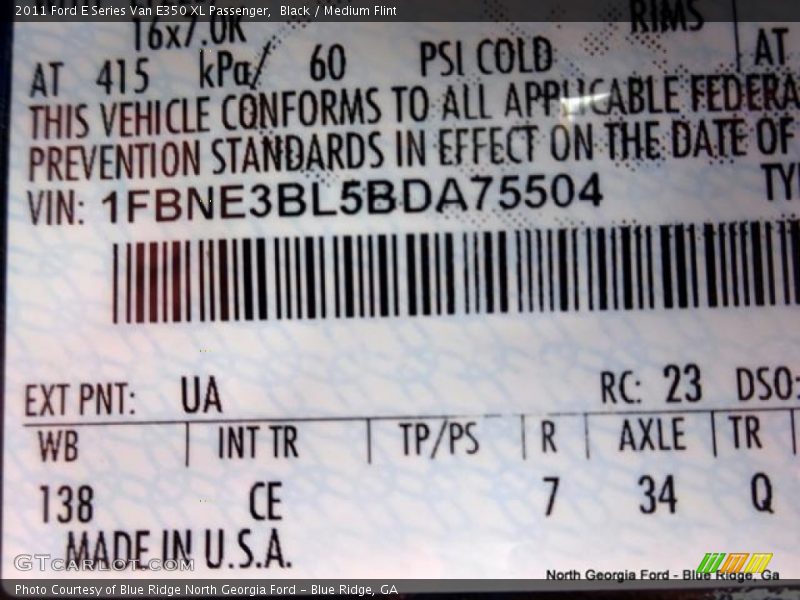 2011 Ford E Series Van E350 XL Passenger, Black / Medium Flint
16x7.0K RIMS
AT 415 kPa/ 60 PSI COLD AT
THIS VEHICLE CONFORMS TO ALL APPLICABLE FEDERA
PREVENTION STANDARDS IN EFFECT ON THE DATE OF
VIN: 1FBNE3BL5BDA75504 TY
EXT PNT: UA RC: 23 DSO:
WB INT TR TP/PS R AXLE TR
138 CE 7 34 Q
MADE IN U.S.A.
GTCARLOT.COM
North Georgia Ford - Blue Ridge, Ga
Photo Courtesy of Blue Ridge North Georgia Ford – Blue Ridge, GA